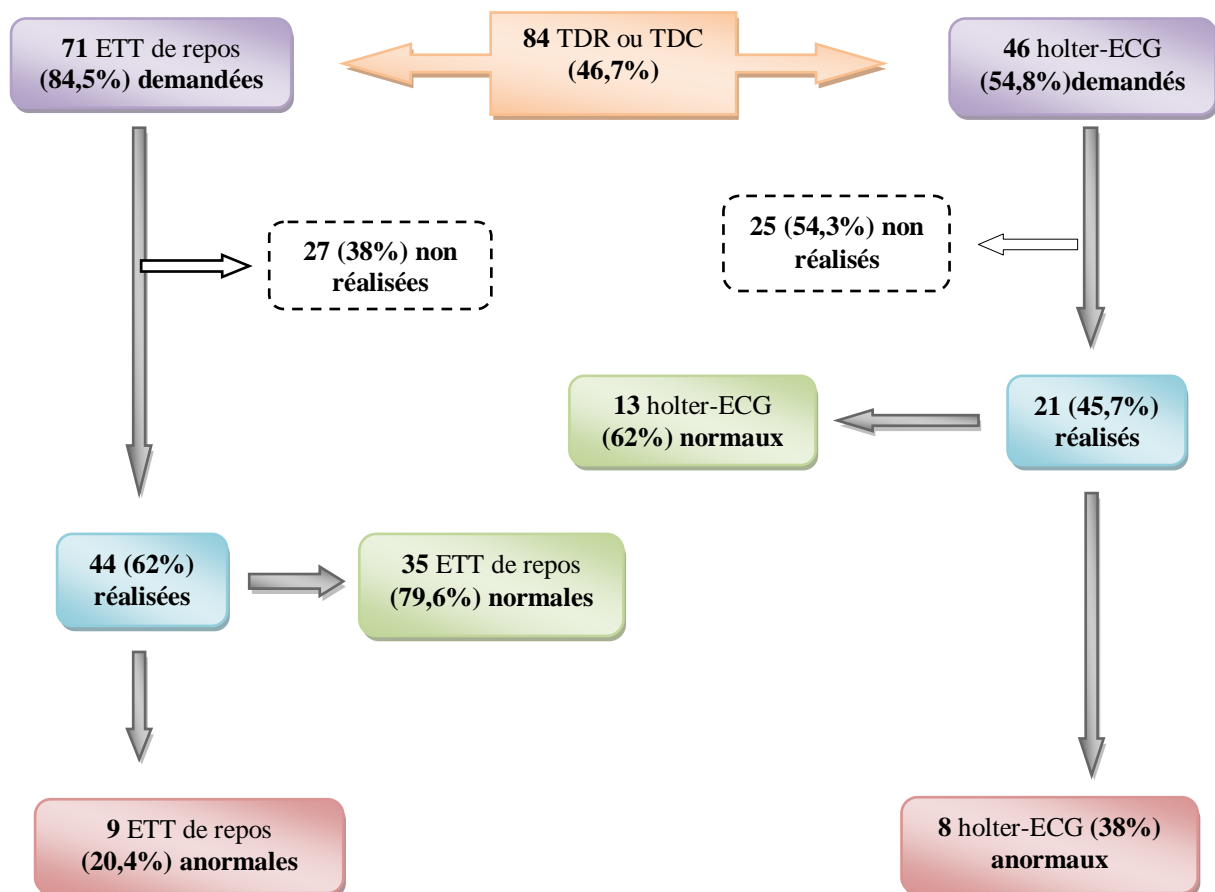 71 ETT de repos
(84,5%) demandées
84 TDR ou TDC
(46,7%)
46 holter-ECG
(54,8%)demandés
27 (38%) non
réalisées
25 (54,3%) non
réalisés
13 holter-ECG
(62%) normaux
21 (45,7%)
réalisés
44 (62%)
réalisées
35 ETT de repos
(79,6%) normales
9 ETT de repos
(20,4%) anormales
8 holter-ECG (38%)
anormaux